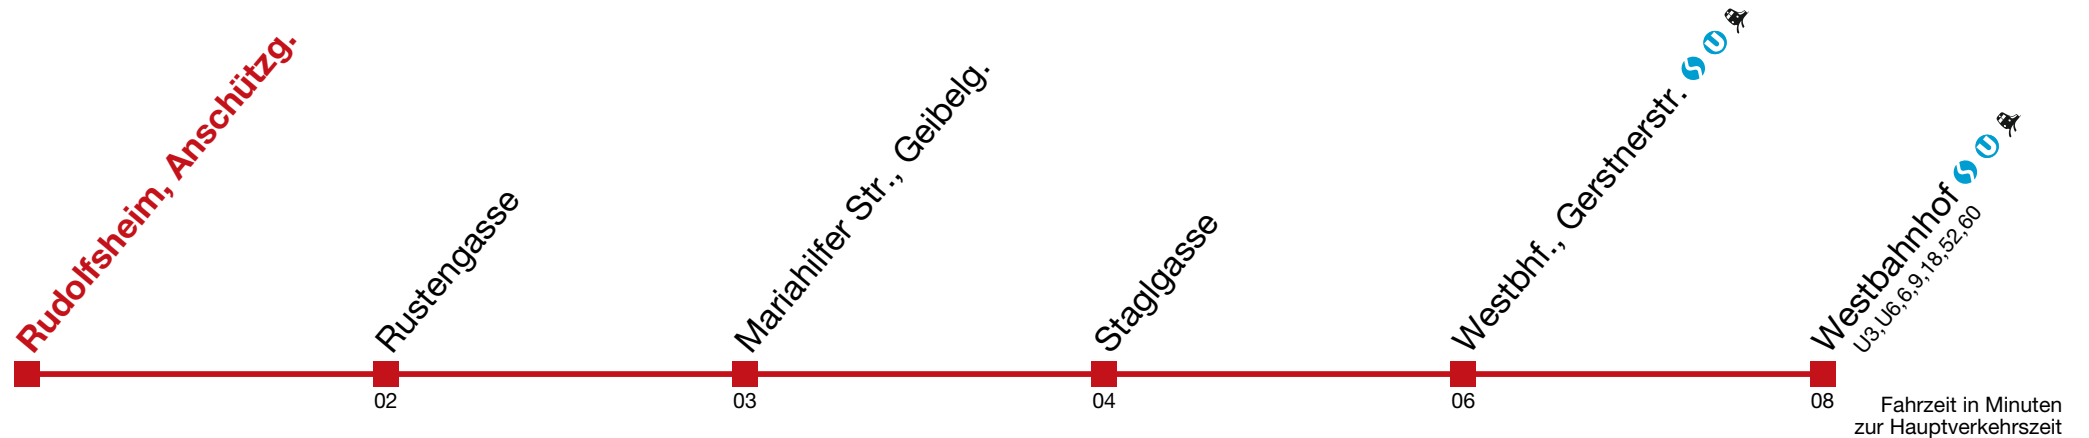 Rudolfsheim, Anschützg.
Rustengasse
Mariahilfer Str., Geibelg.
Staglgasse
Westbhf., Gerstnerstr. S U
Westbahnhof S U
U3,U6,6,9,18,52,60
02
03
04
06
08
Fahrzeit in Minuten
zur Hauptverkehrszeit